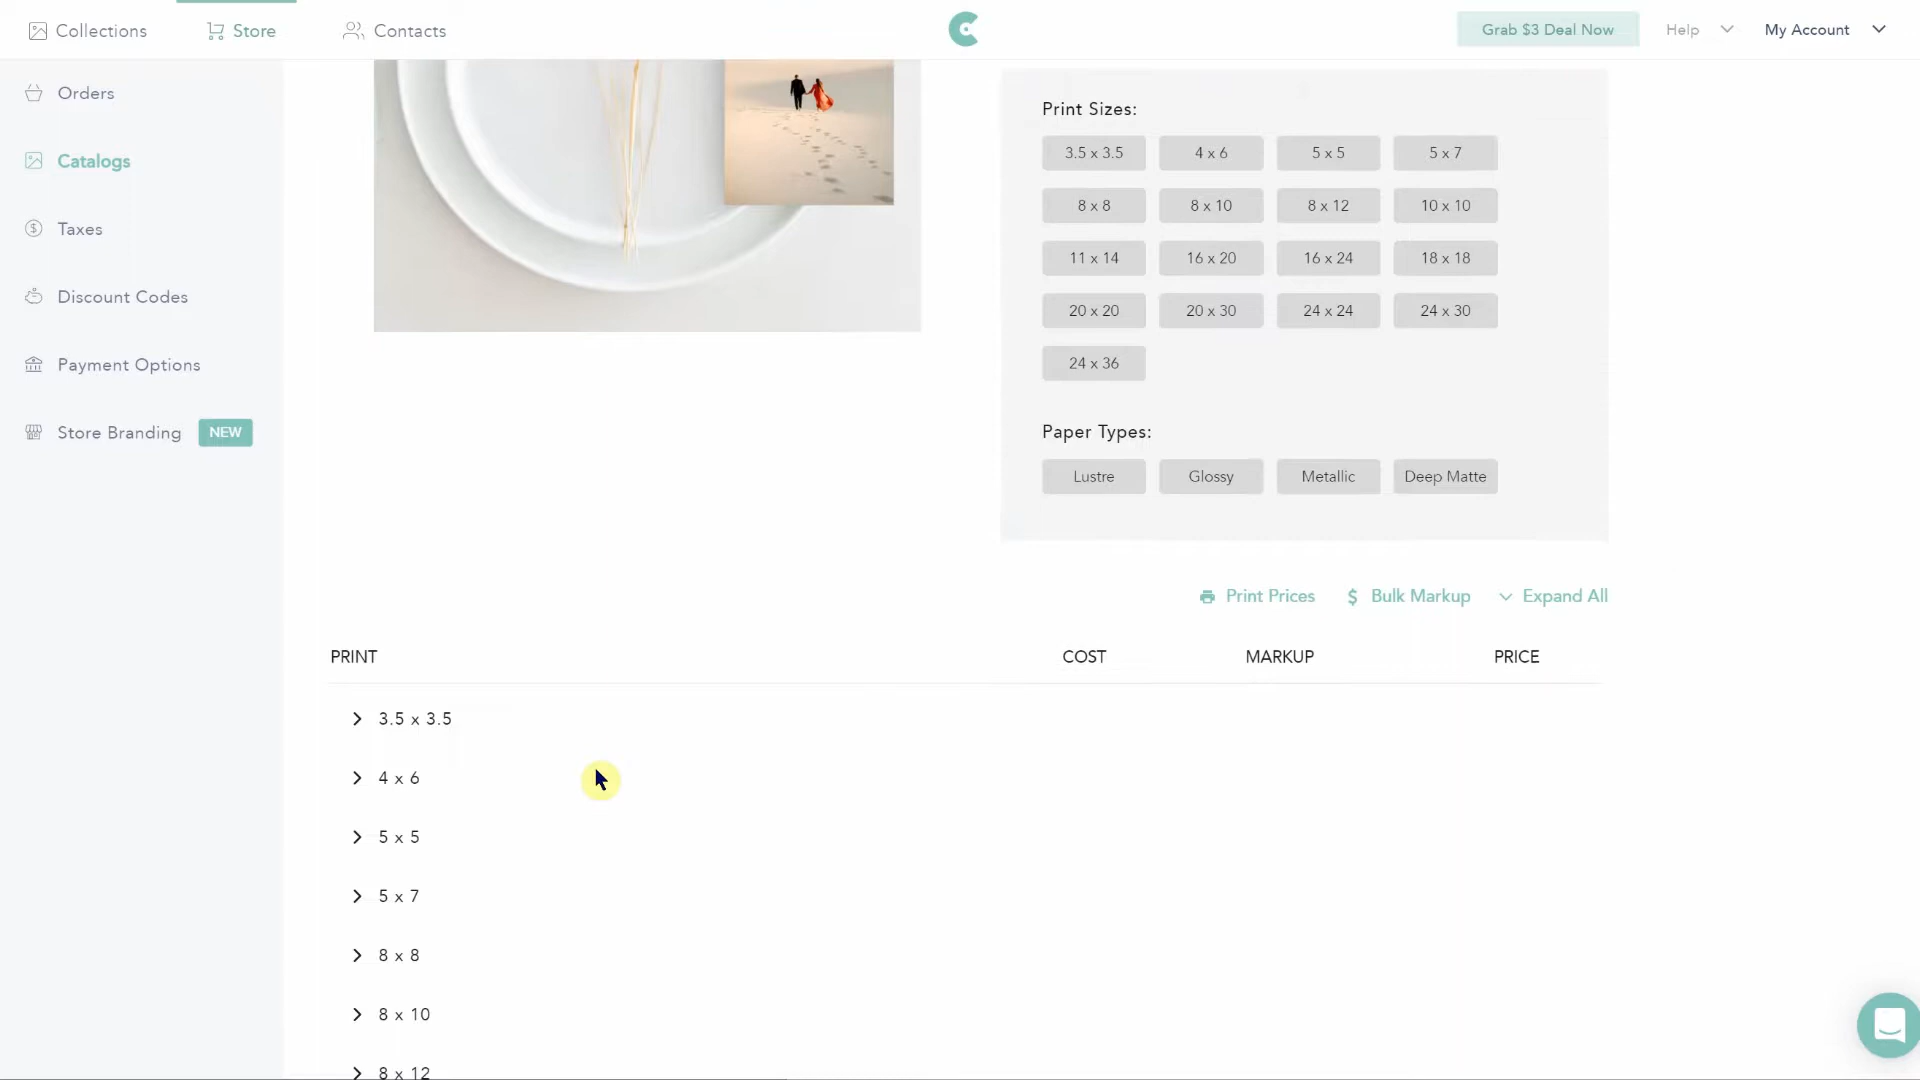 Collections
Store
Contacts
Grab $3 Deal Now
Help
My Account
Orders
Catalogs
Taxes
Discount Codes
Payment Options
Store Branding NEW
Print Sizes:
3.5 x 3.5 4 x 6 5 x 5 5 x 7
8 x 8 8 x 10 8 x 12 10 x 10
11 x 14 16 x 20 16 x 24 18 x 18
20 x 20 20 x 30 24 x 24 24 x 30
24 x 36
Paper Types:
Lustre Glossy Metallic Deep Matte
Print Prices $ Bulk Markup Expand All
PRINT COST MARKUP PRICE
3.5 x 3.5
4 x 6
5 x 5
5 x 7
8 x 8
8 x 10
8 x 12